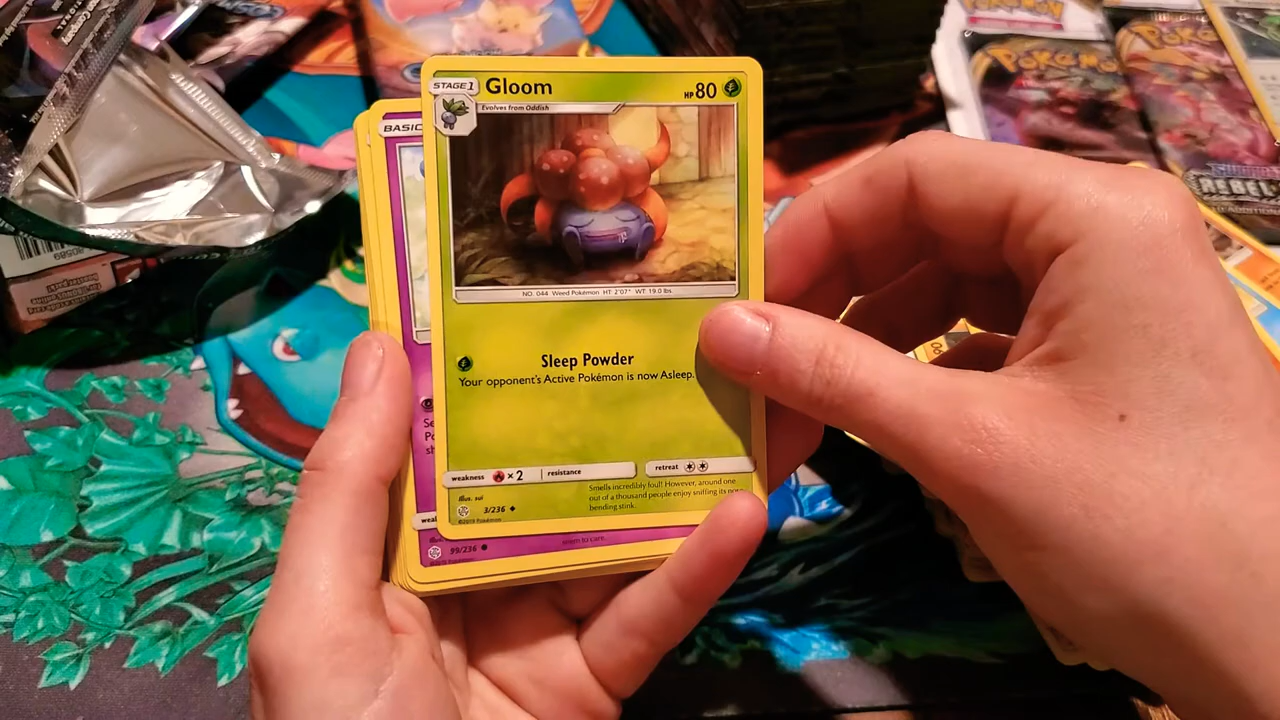 STAGE 1
Gloom
HP 80
Evolves from Oddish
NO. 044 Weed Pokémon HT: 2'07" WT: 19.0 lbs
Sleep Powder
Your opponent's Active Pokémon is now Asleep.
weakness ×2 resistance retreat
Illus. sui
Smells incredibly foul! However, around one
out of a thousand people enjoy sniffing its nose-
bending stink.
3/236
©2019 Pokémon
BASIC
99/236
seem to care.
POKÉMON
Pokémon
Pokémon
REBEL